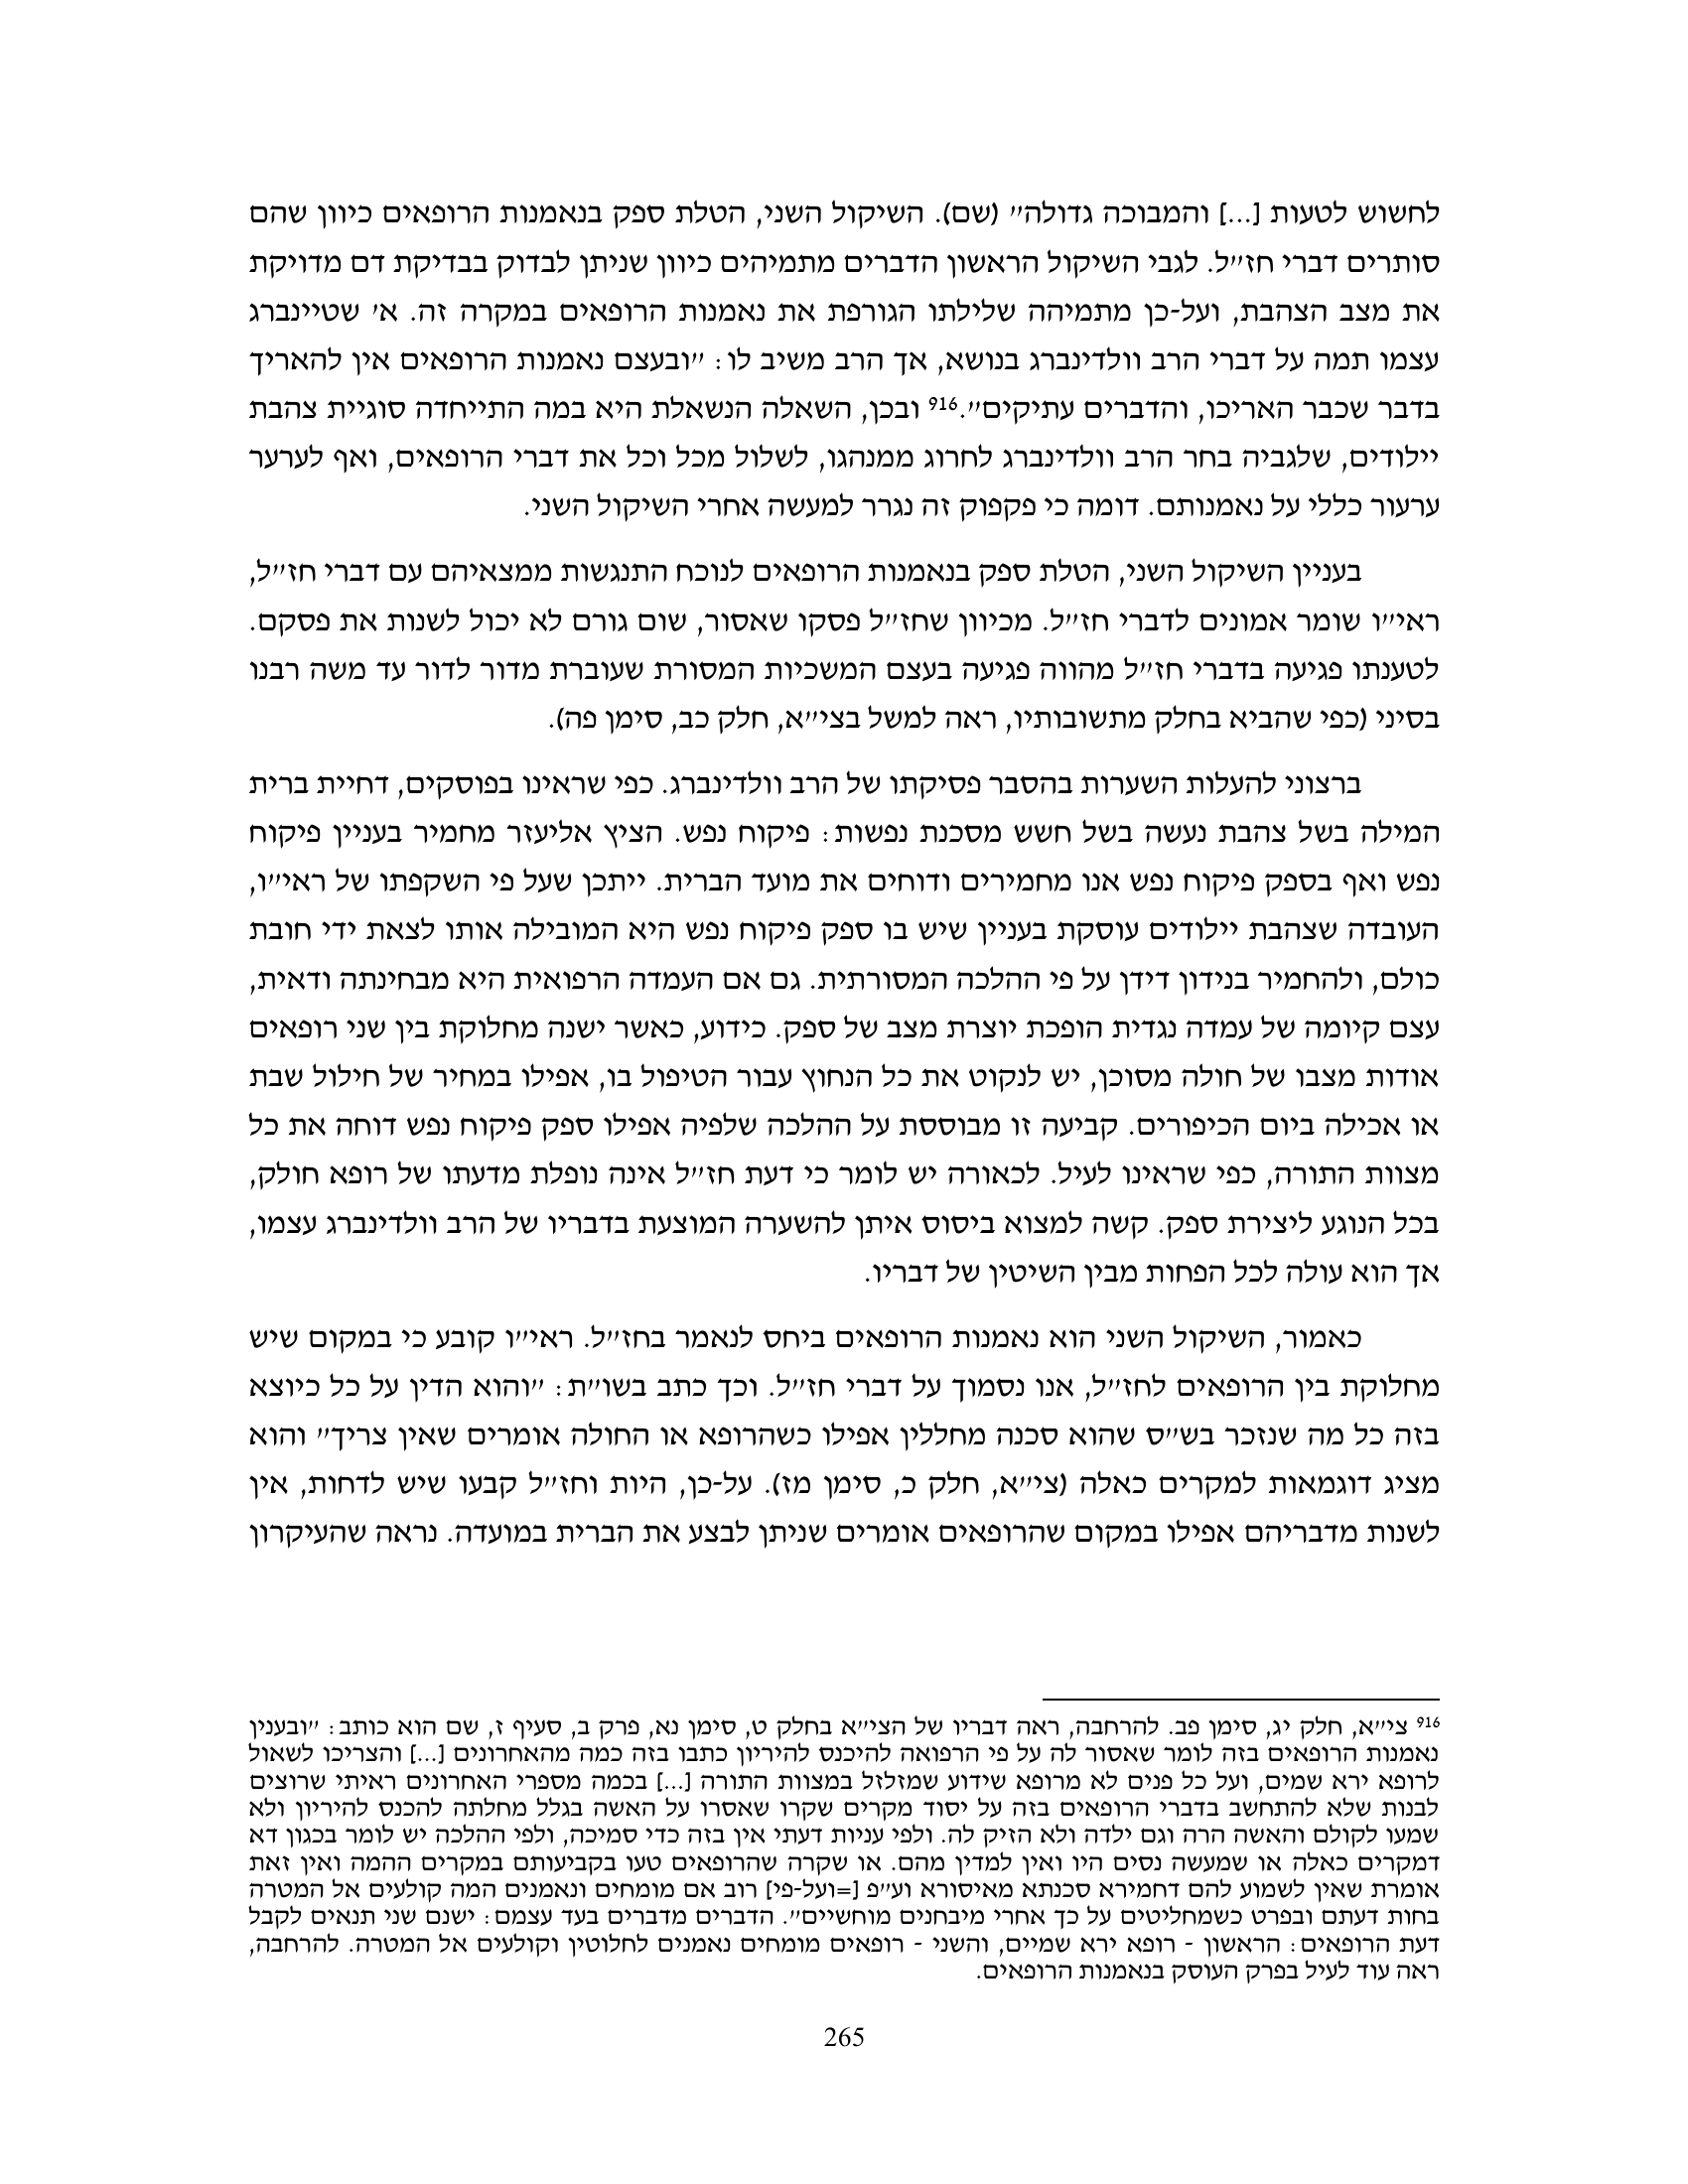 לחשוש לטעות [...] והמבוכה גדולה״ (שם). השיקול השני, הטלת ספק בנאמנות הרופאים כיוון שהם
סותרים דברי חז״ל. לגבי השיקול הראשון הדברים מתמיהים כיוון שניתן לבדוק בבדיקת דם מדויקת
את מצב הצהבת, ועל-כן מתמיהה שלילתו הגורפת את נאמנות הרופאים במקרה זה. א׳ שטיינברג
עצמו תמה על דברי הרב וולדינברג בנושא, אך הרב משיב לו: ״ובעצם נאמנות הרופאים אין להאריך
בדבר שכבר האריכו, והדברים עתיקים״.916 ובכן, השאלה הנשאלת היא במה התייחדה סוגיית צהבת
יילודים, שלגביה בחר הרב וולדינברג לחרוג ממנהגו, לשלול מכל וכל את דברי הרופאים, ואף לערער
ערעור כללי על נאמנותם. דומה כי פקפוק זה נגרר למעשה אחרי השיקול השני.
בעניין השיקול השני, הטלת ספק בנאמנות הרופאים לנוכח התנגשות ממצאיהם עם דברי חז״ל,
ראי״ו שומר אמונים לדברי חז״ל. מכיוון שחז״ל פסקו שאסור, שום גורם לא יכול לשנות את פסקם.
לטענתו פגיעה בדברי חז״ל מהווה פגיעה בעצם המשכיות המסורת שעוברת מדור לדור עד משה רבנו
בסיני (כפי שהביא בחלק מתשובותיו, ראה למשל בצי״א, חלק כב, סימן פה).
ברצוני להעלות השערות בהסבר פסיקתו של הרב וולדינברג. כפי שראינו בפוסקים, דחיית ברית
המילה בשל צהבת נעשה בשל חשש מסכנת נפשות: פיקוח נפש. הציץ אליעזר מחמיר בעניין פיקוח
נפש ואף בספק פיקוח נפש אנו מחמירים ודוחים את מועד הברית. ייתכן שעל פי השקפתו של ראי״ו,
העובדה שצהבת יילודים עוסקת בעניין שיש בו ספק פיקוח נפש היא המובילה אותו לצאת ידי חובת
כולם, ולהחמיר בנידון דידן על פי ההלכה המסורתית. גם אם העמדה הרפואית היא מבחינתה ודאית,
עצם קיומה של עמדה נגדית הופכת יוצרת מצב של ספק. כידוע, כאשר ישנה מחלוקת בין שני רופאים
אודות מצבו של חולה מסוכן, יש לנקוט את כל הנחוץ עבור הטיפול בו, אפילו במחיר של חילול שבת
או אכילה ביום הכיפורים. קביעה זו מבוססת על ההלכה שלפיה אפילו ספק פיקוח נפש דוחה את כל
מצוות התורה, כפי שראינו לעיל. לכאורה יש לומר כי דעת חז״ל אינה נופלת מדעתו של רופא חולק,
בכל הנוגע ליצירת ספק. קשה למצוא ביסוס איתן להשערה המוצעת בדבריו של הרב וולדינברג עצמו,
אך הוא עולה לכל הפחות מבין השיטין של דבריו.
כאמור, השיקול השני הוא נאמנות הרופאים ביחס לנאמר בחז״ל. ראי״ו קובע כי במקום שיש
מחלוקת בין הרופאים לחז״ל, אנו נסמוך על דברי חז״ל. וכך כתב בשו״ת: ״והוא הדין על כל כיוצא
בזה כל מה שנזכר בש״ס שהוא סכנה מחללין אפילו כשהרופא או החולה אומרים שאין צריך״ והוא
מציג דוגמאות למקרים כאלה (צי״א, חלק כ, סימן מז). על-כן, היות וחז״ל קבעו שיש לדחות, אין
לשנות מדבריהם אפילו במקום שהרופאים אומרים שניתן לבצע את הברית במועדה. נראה שהעיקרון
916 צי״א, חלק יג, סימן פב. להרחבה, ראה דבריו של הצי״א בחלק ט, סימן נא, פרק ב, סעיף ז, שם הוא כותב: ״ובענין
נאמנות הרופאים בזה לומר שאסור לה על פי הרפואה להיכנס להיריון כתבו בזה כמה מהאחרונים [...] והצריכו לשאול
לרופא ירא שמים, ועל כל פנים לא מרופא שידוע שמזלזל במצוות התורה [...] בכמה מספרי האחרונים ראיתי שרוצים
לבנות שלא להתחשב בדברי הרופאים בזה על יסוד מקרים שקרו שאסרו על האשה בגלל מחלתה להכנס להיריון ולא
שמעו לקולם והאשה הרה וגם ילדה ולא הזיק לה. ולפי עניות דעתי אין בזה כדי סמיכה, ולפי ההלכה יש לומר בכגון דא
דמקרים כאלה או שמעשה נסים היו ואין למדין מהם. או שקרה שהרופאים טעו בקביעותם במקרים ההמה ואין זאת
אומרת שאין לשמוע להם דחמירא סכנתא מאיסורא וע״פ [=ועל-פי] רוב אם מומחים ונאמנים המה קולעים אל המטרה
בחות דעתם ובפרט כשמחליטים על כך אחרי מיבחנים מוחשיים״. הדברים מדברים בעד עצמם: ישנם שני תנאים לקבל
דעת הרופאים: הראשון - רופא ירא שמיים, והשני - רופאים מומחים נאמנים לחלוטין וקולעים אל המטרה. להרחבה,
ראה עוד לעיל בפרק העוסק בנאמנות הרופאים.
265